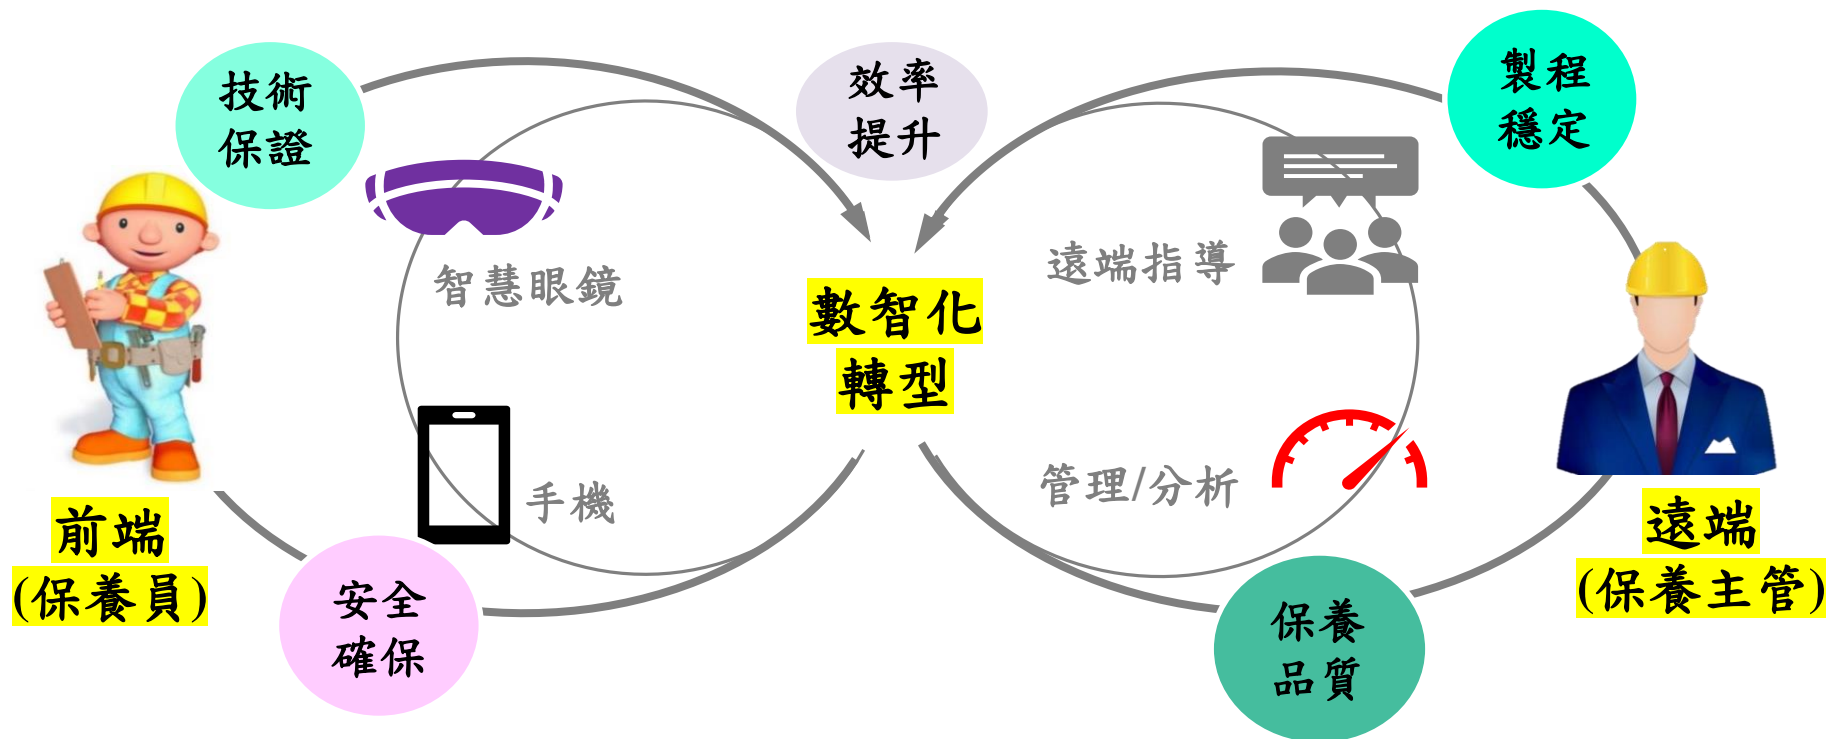 技術
保證
效率
提升
製程
穩定
智慧眼鏡
遠端指導
數智化
轉型
手機
管理/分析
前端
(保養員)
遠端
(保養主管)
安全
確保
保養
品質